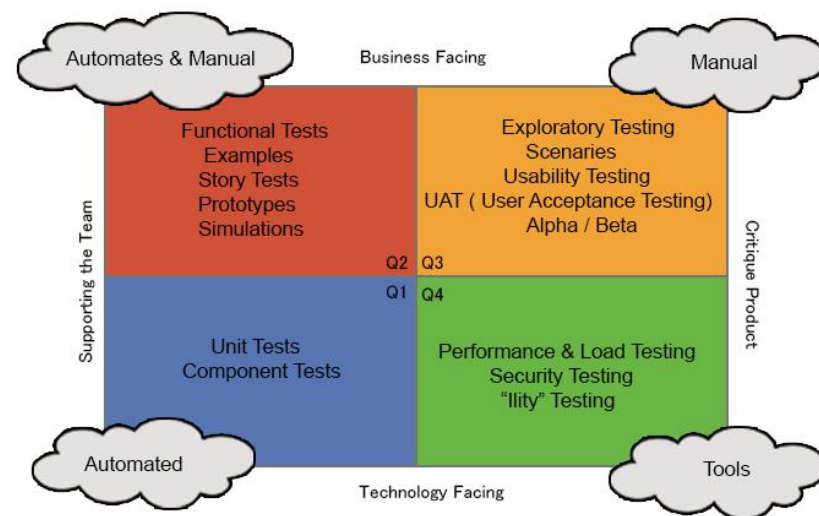 Automates & Manual
Business Facing
Manual
Functional Tests
Examples
Story Tests
Prototypes
Simulations
Q2
Exploratory Testing
Scenaries
Usability Testing
UAT ( User Acceptance Testing)
Alpha / Beta
Q3
Supporting the Team
Critique Product
Q1
Unit Tests
Component Tests
Q4
Performance & Load Testing
Security Testing
“Ility” Testing
Automated
Technology Facing
Tools